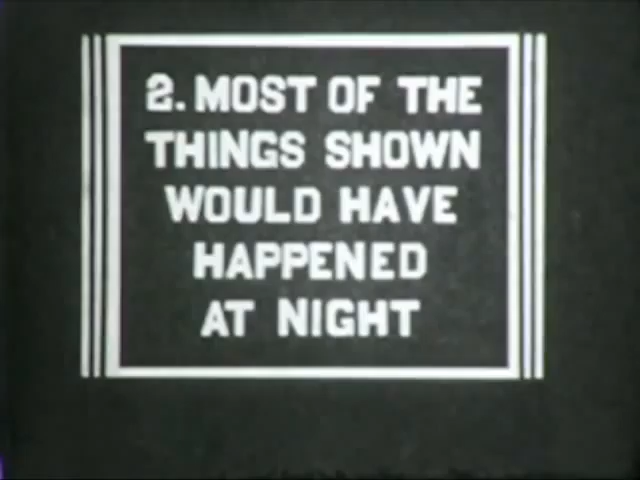 2. MOST OF THE
THINGS SHOWN
WOULD HAVE
HAPPENED
AT NIGHT